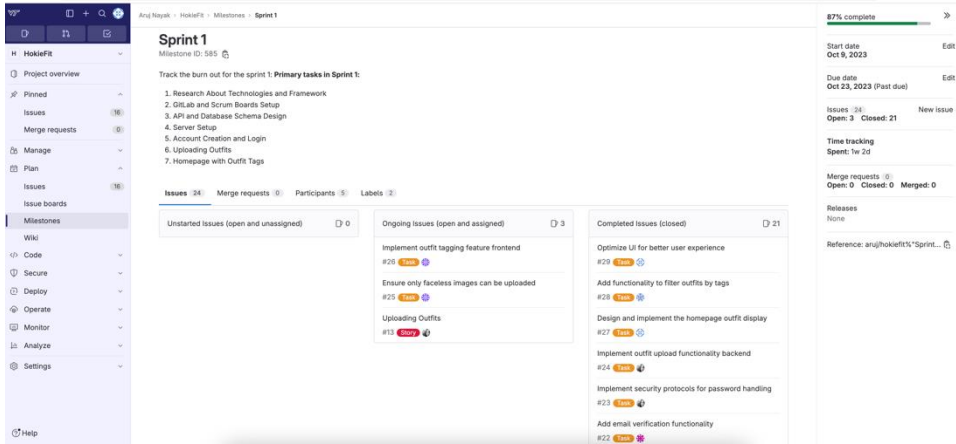 Aruj Nayak > HokieFit > Milestones > Sprint 1
H HokieFit
Project overview
Pinned
Issues 16
Merge requests 0
Manage
Plan
Issues 16
Issue boards
Milestones
Wiki
Code
Secure
Deploy
Operate
Monitor
Analyze
Settings
Help
Sprint 1
Milestone ID: 585
Track the burn out for the sprint 1: Primary tasks in Sprint 1:
1. Research About Technologies and Framework
2. GitLab and Scrum Boards Setup
3. API and Database Schema Design
4. Server Setup
5. Account Creation and Login
6. Uploading Outfits
7. Homepage with Outfit Tags
Issues 24 Merge requests 0 Participants 5 Labels 2
Unstarted Issues (open and unassigned) 0
Ongoing Issues (open and assigned) 3
Implement outfit tagging feature frontend
#26 Task
Ensure only faceless images can be uploaded
#25 Task
Uploading Outfits
#13 Story
Completed Issues (closed) 21
Optimize UI for better user experience
#29 Task
Add functionality to filter outfits by tags
#28 Task
Design and implement the homepage outfit display
#27 Task
Implement outfit upload functionality backend
#24 Task
Implement security protocols for password handling
#23 Task
Add email verification functionality
#22 Task
87% complete
Start date Edit
Oct 9, 2023
Due date Edit
Oct 23, 2023 (Past due)
Issues 24 New issue
Open: 3 Closed: 21
Time tracking
Spent: 1w 2d
Merge requests 0
Open: 0 Closed: 0 Merged: 0
Releases
None
Reference: aruj/hokiefit%"Sprint...